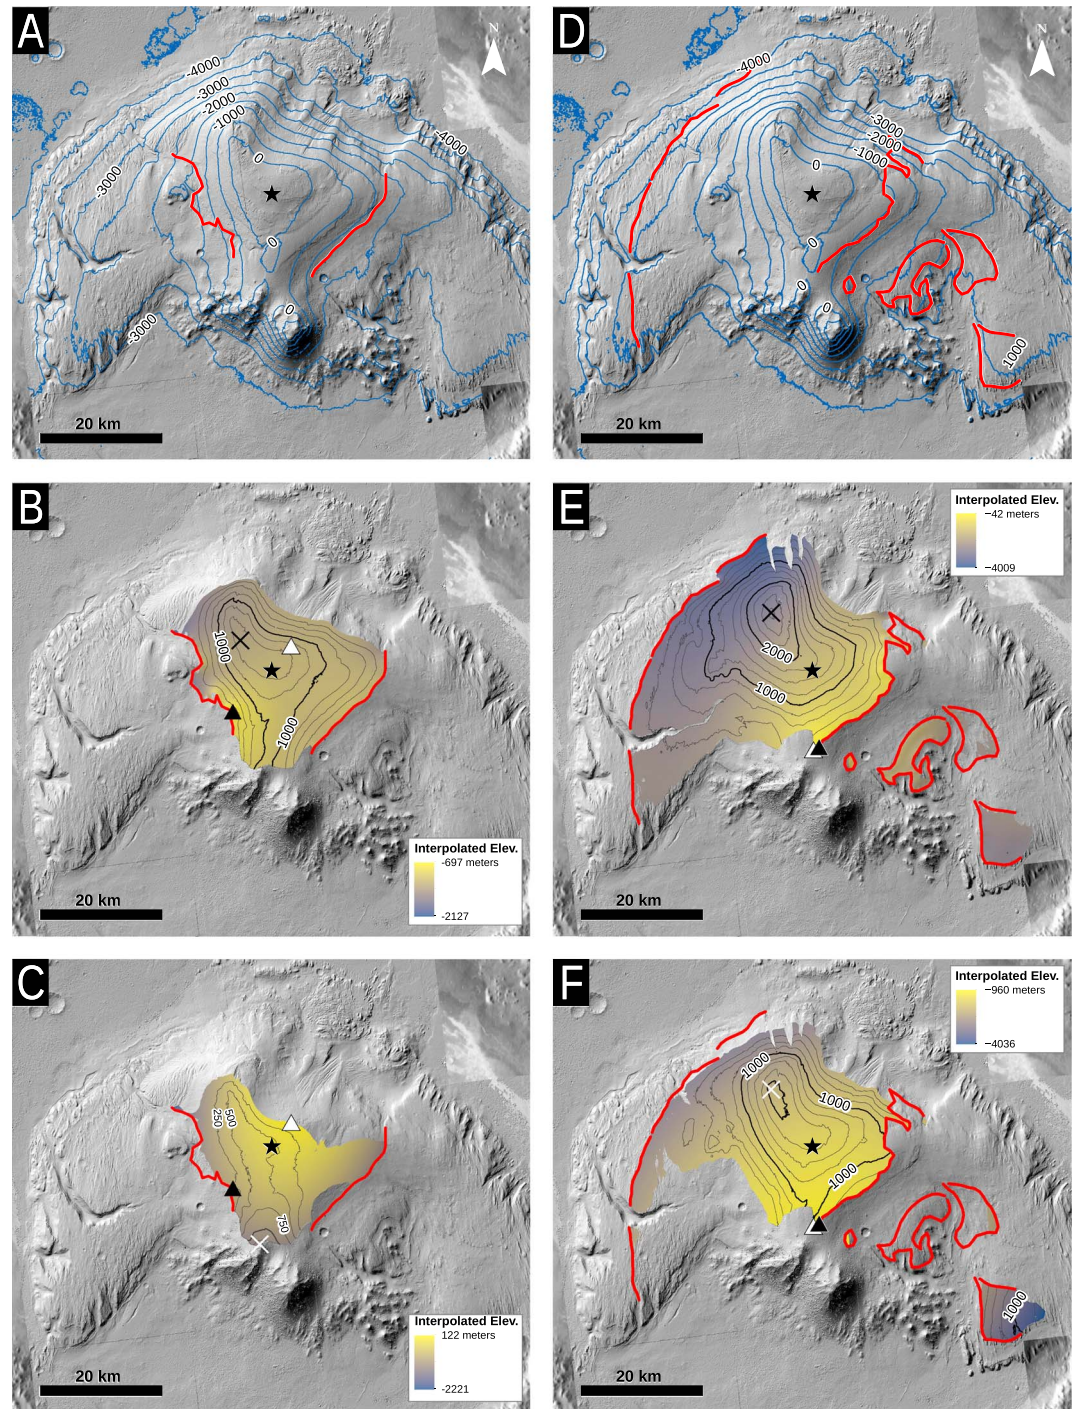 A
N
-4000
-3000
-2000
-1000
0
-4000
-3000
0
0
-3000
20 km
D
N
-4000
-3000
-2000
-1000
0
0
0
0
1000
20 km
B
1000
1000
Interpolated Elev.
-697 meters
-2127
20 km
E
Interpolated Elev.
−42 meters
−4009
2000
1000
20 km
C
250
500
750
Interpolated Elev.
122 meters
-2221
20 km
F
Interpolated Elev.
−960 meters
−4036
1000
1000
1000
1000
20 km